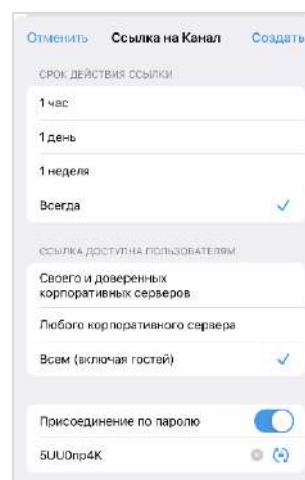 Отменить Ссылка на Канал Создать
СРОК ДЕЙСТВИЯ ССЫЛКИ
1 час
1 день
1 неделя
Всегда
ССЫЛКА ДОСТУПНА ПОЛЬЗОВАТЕЛЯМ
Своего и доверенных
корпоративных серверов
Любого корпоративного сервера
Всем (включая гостей)
Присоединение по паролю
5UU0np4K